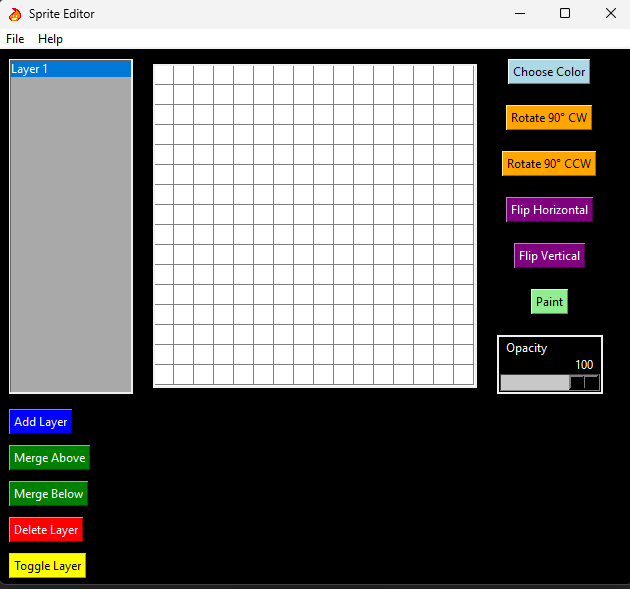 Sprite Editor
File Help
Layer 1
Choose Color
Rotate 90° CW
Rotate 90° CCW
Flip Horizontal
Flip Vertical
Paint
Opacity
100
Add Layer
Merge Above
Merge Below
Delete Layer
Toggle Layer